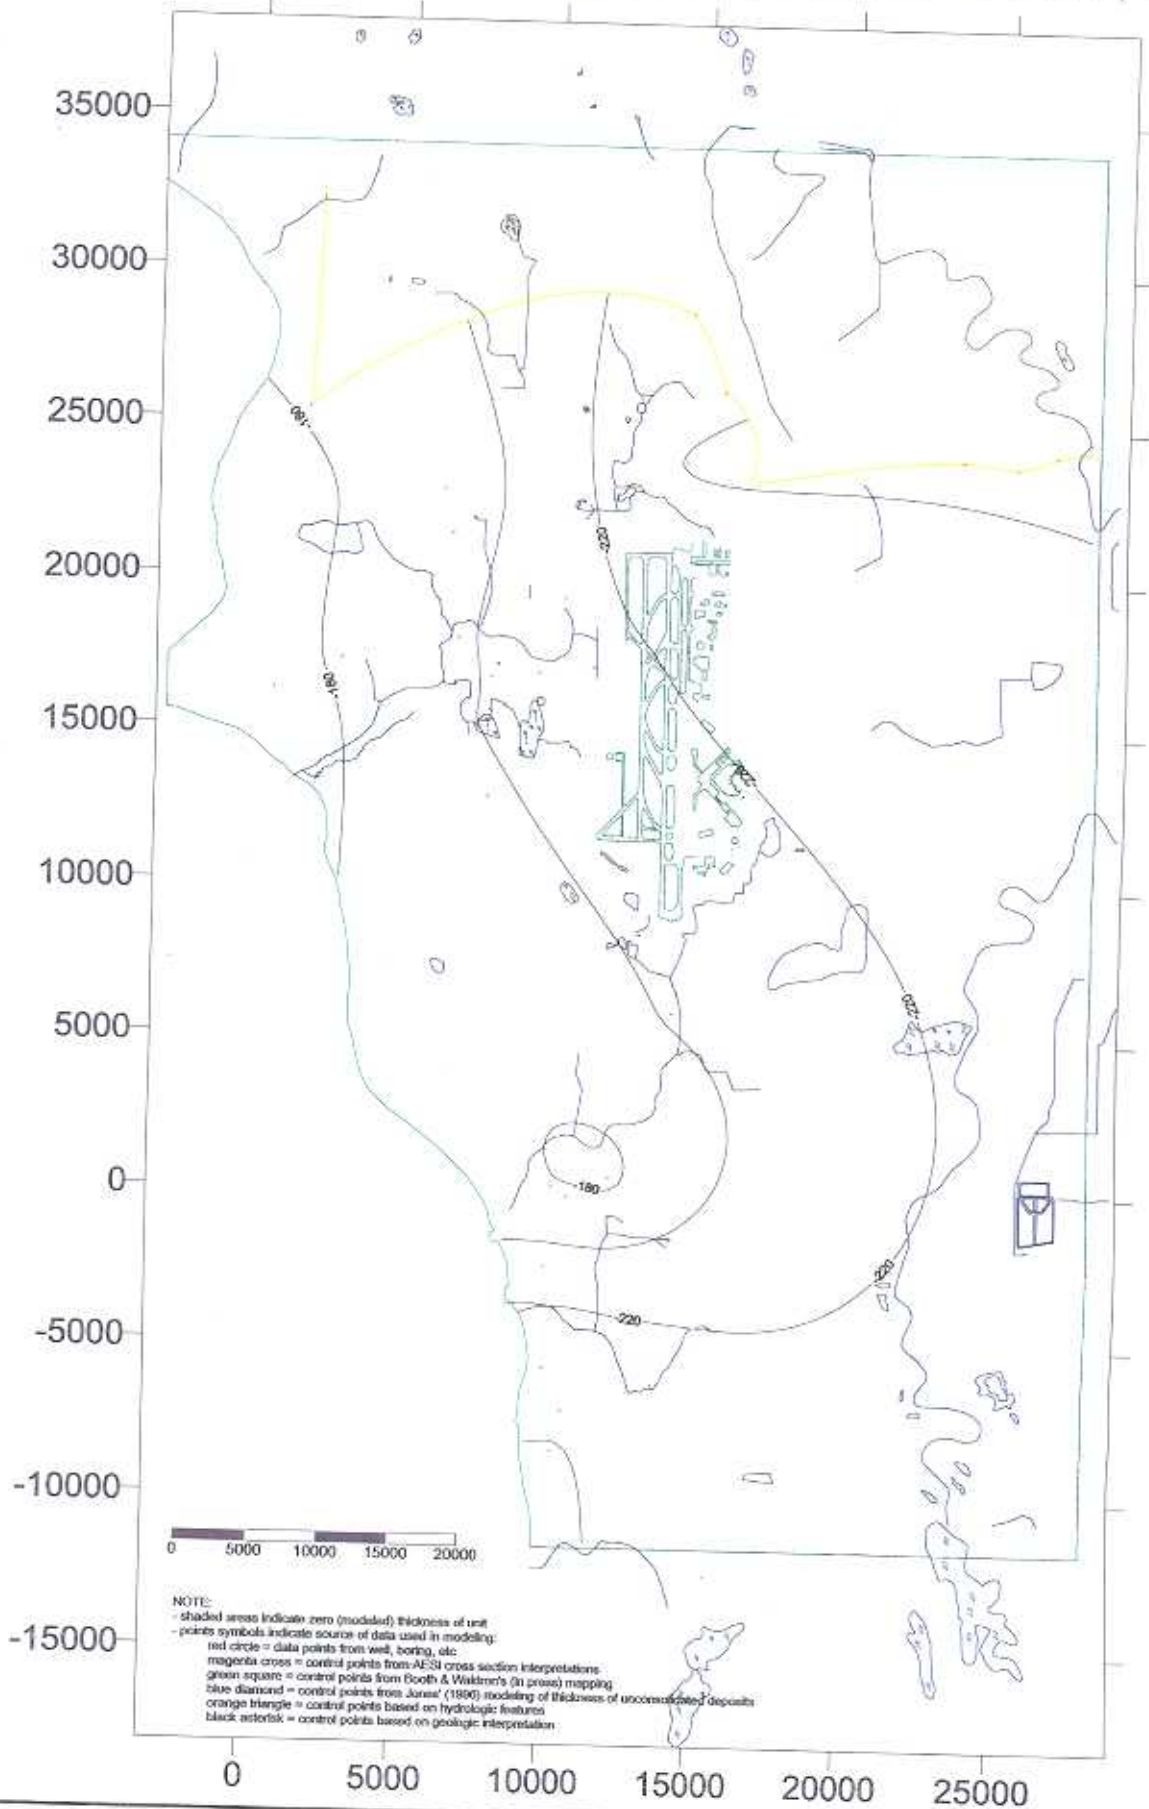 35000
30000
25000
20000
15000
10000
5000
0
-5000
-10000
-15000
-180
-180
-220
-220
-180
-220
-220
0 5000 10000 15000 20000
NOTE:
- shaded areas indicate zero (modeled) thickness of unit
- points symbols indicate source of data used in modeling:
red circle = data points from well, boring, etc
magenta cross = control points from AESI cross section interpretations
green square = control points from Booth & Waldron's (in press) mapping
blue diamond = control points from Jones' (1996) modeling of thickness of unconsolidated deposits
orange triangle = control points based on hydrologic features
black asterisk = control points based on geologic interpretation
0 5000 10000 15000 20000 25000